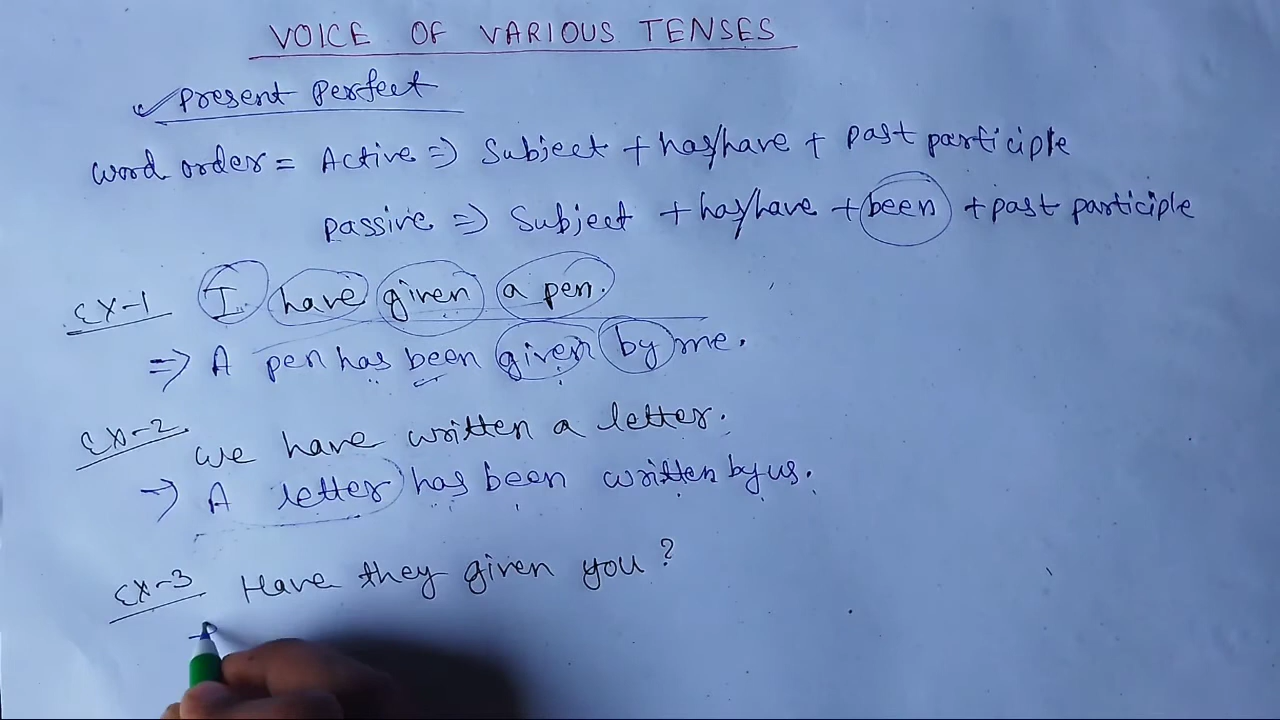 VOICE OF VARIOUS TENSES
Present Perfect
word order = Active => Subject + has/have + past participle
passive => Subject + has/have + been + past participle
EX-1 I have given a pen.
=> A pen has been given by me.
EX-2 we have written a letter.
=> A letter has been written by us.
EX-3 Have they given you?